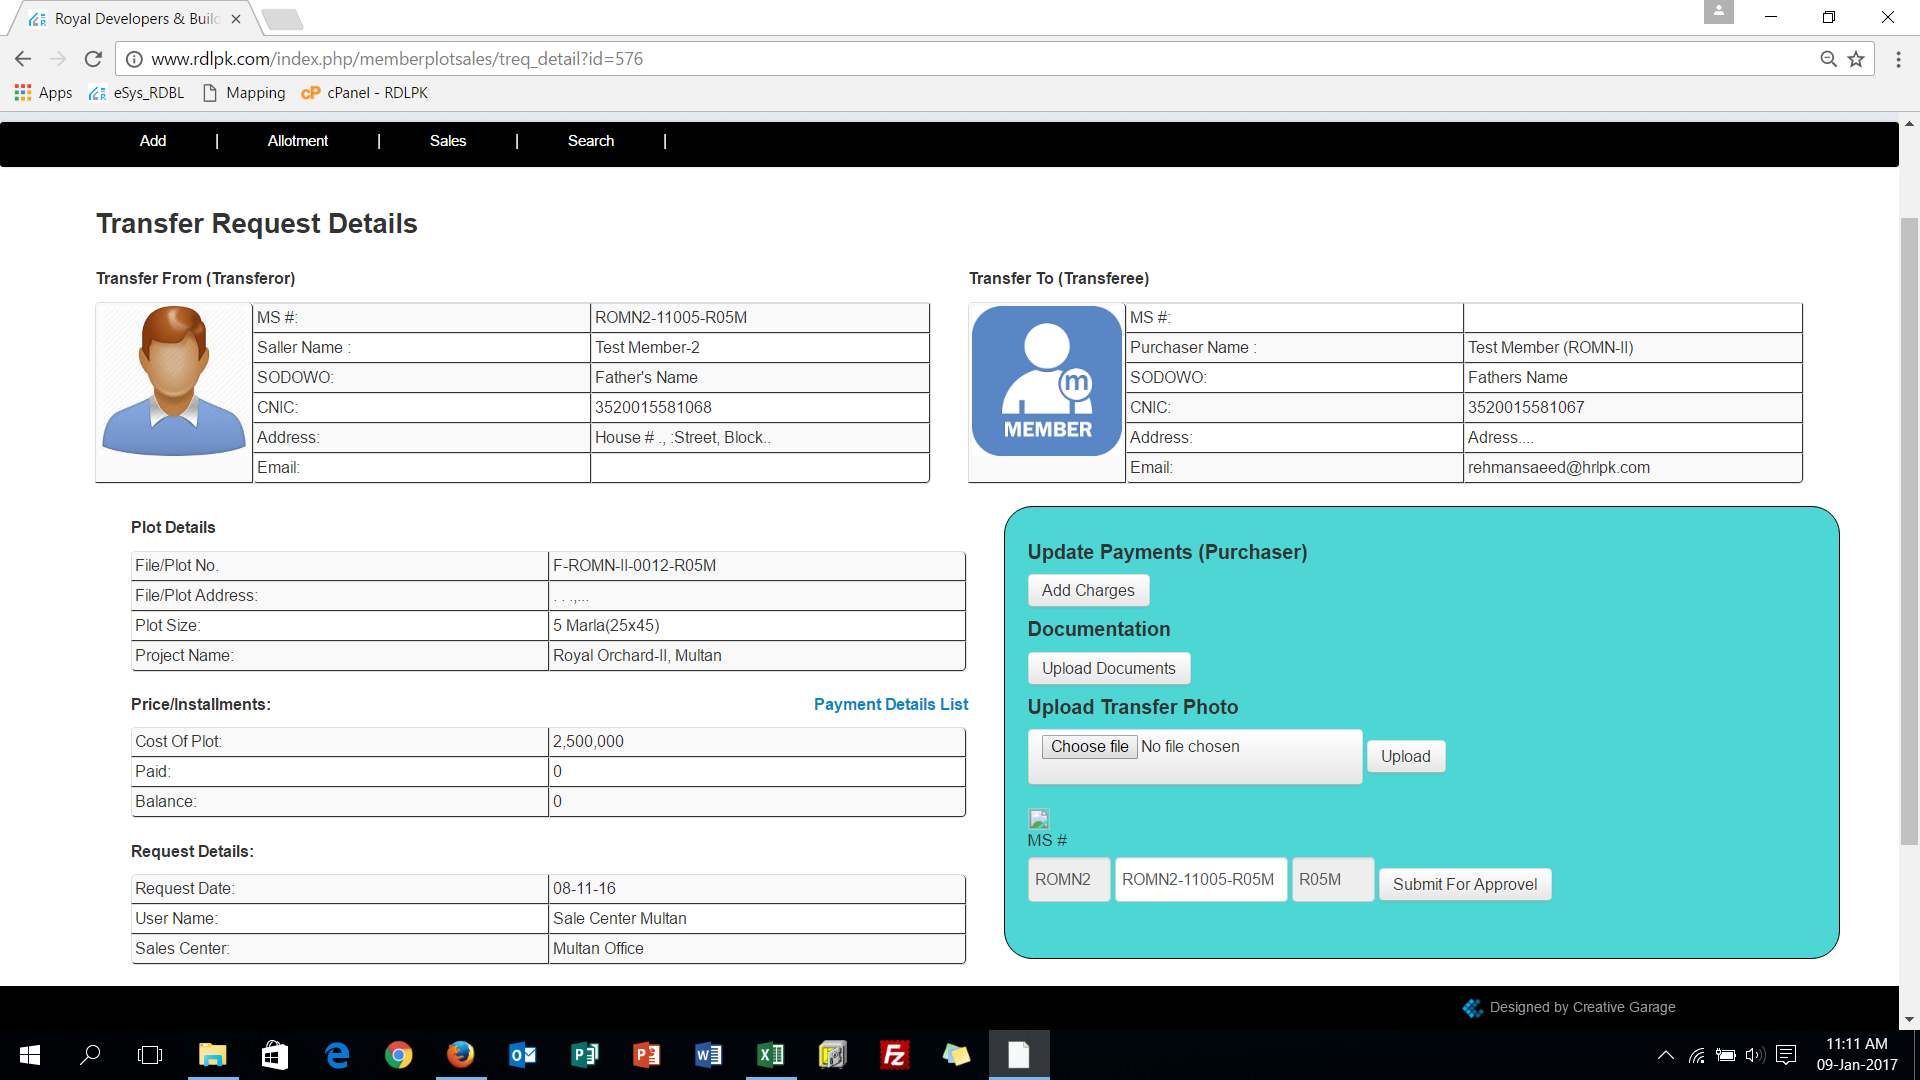 Royal Developers & Buil
www.rdlpk.com/index.php/memberplotsales/treq_detail?id=576
Apps eSys_RDBL Mapping cP cPanel - RDLPK
Add | Allotment | Sales | Search |
Transfer Request Details
Transfer From (Transferor)
MS #: ROMN2-11005-R05M
Saller Name : Test Member-2
SODOWO: Father's Name
CNIC: 3520015581068
Address: House # ., :Street, Block..
Email:
Transfer To (Transferee)
m
MEMBER
MS #:
Purchaser Name : Test Member (ROMN-II)
SODOWO: Fathers Name
CNIC: 3520015581067
Address: Adress....
Email: rehmansaeed@hrlpk.com
Plot Details
File/Plot No. F-ROMN-II-0012-R05M
File/Plot Address: . . .,...
Plot Size: 5 Marla(25x45)
Project Name: Royal Orchard-II, Multan
Price/Installments: Payment Details List
Cost Of Plot: 2,500,000
Paid: 0
Balance: 0
Request Details:
Request Date: 08-11-16
User Name: Sale Center Multan
Sales Center: Multan Office
Update Payments (Purchaser)
Add Charges
Documentation
Upload Documents
Upload Transfer Photo
Choose file No file chosen Upload
MS #
ROMN2 ROMN2-11005-R05M R05M Submit For Approvel
Designed by Creative Garage
11:11 AM
09-Jan-2017